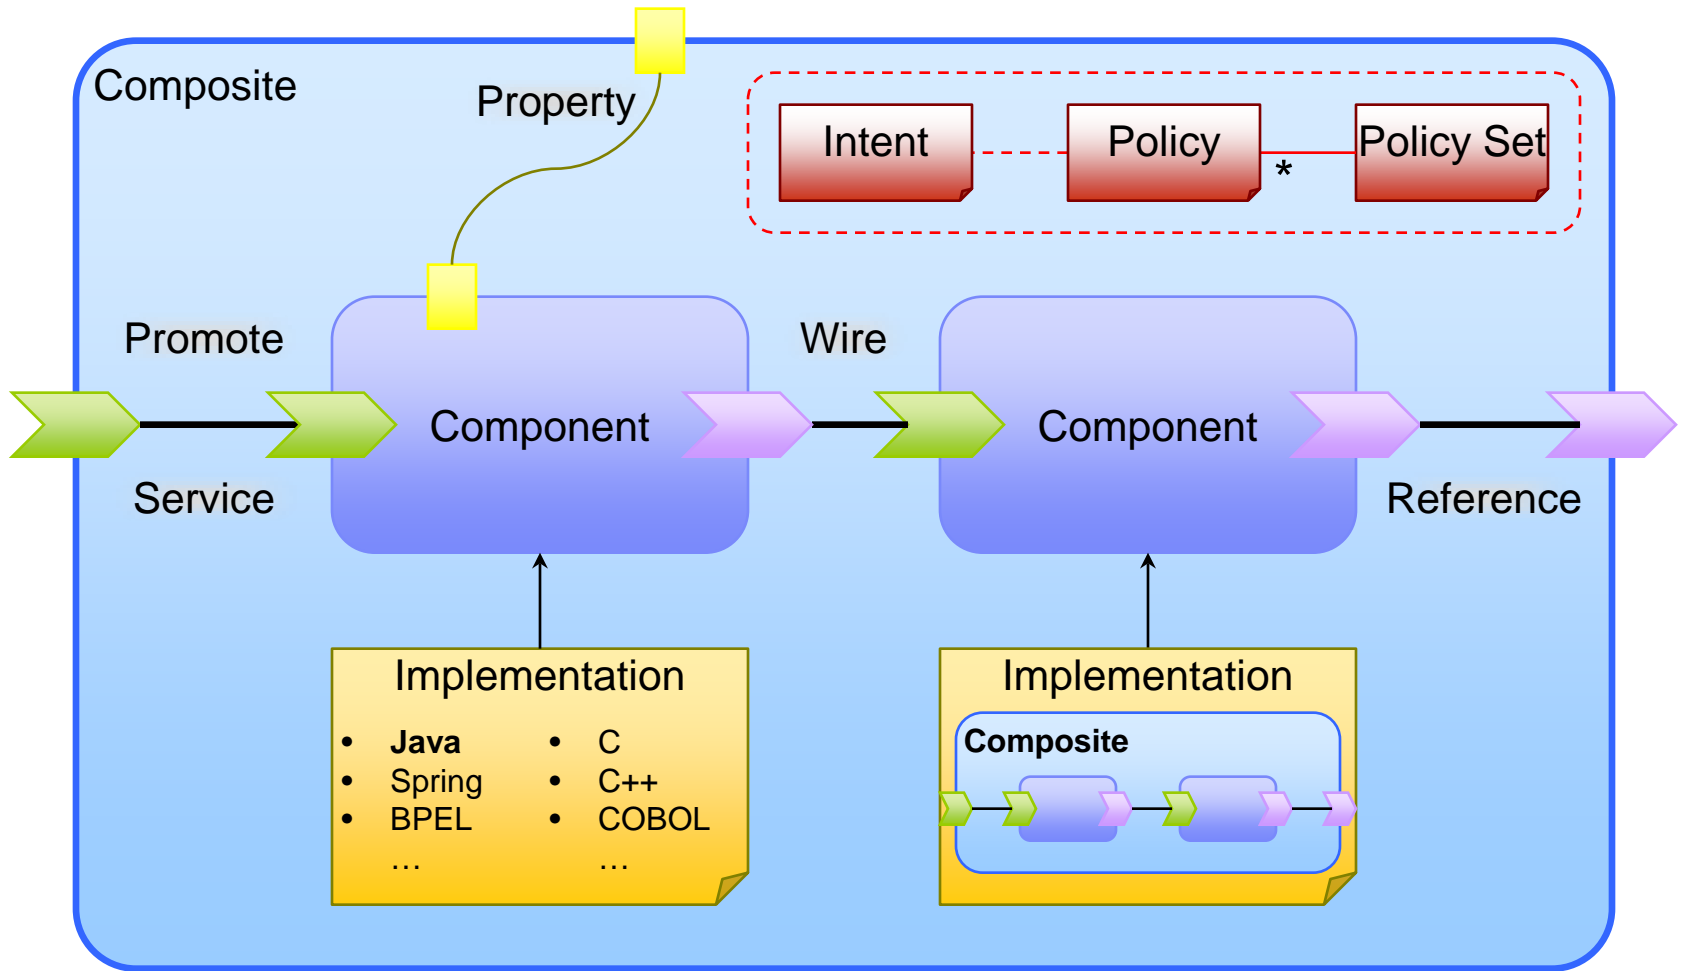 Composite
Property
Intent
Policy
*
Policy Set
Promote
Wire
Component
Component
Service
Reference
Implementation
• Java
• Spring
• BPEL
…
• C
• C++
• COBOL
…
Implementation
Composite